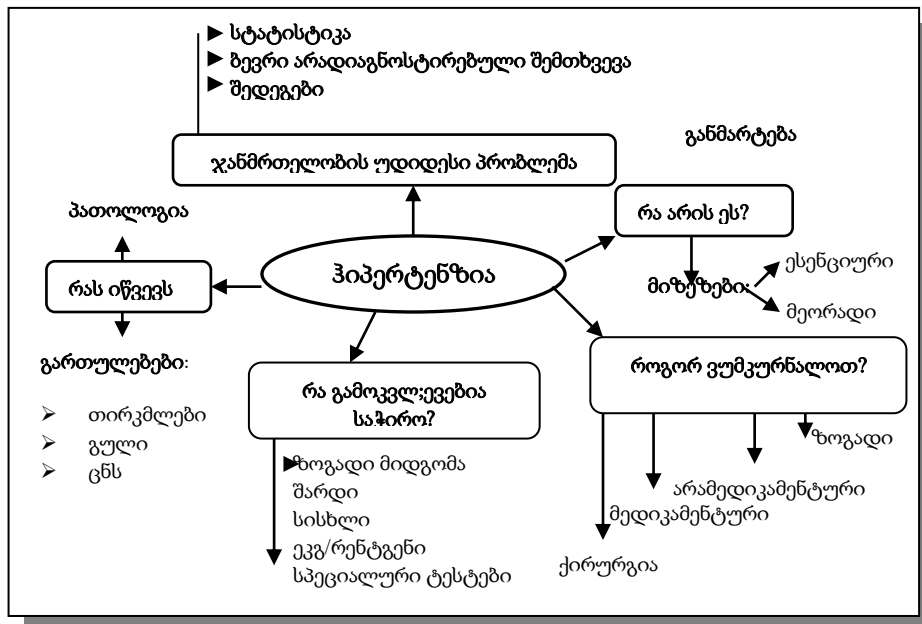 სტატისტიკა
ბევრი არადიაგნოსტირებული შემთხვევა
შედეგები
განმარტება
ჯანმრთელობის უდიდესი პრობლემა
რა არის ეს?
პათოლოგია
ჰიპერტენზია
ესენციური
რას იწვევს
მიზეზები:
მეორადი
გართულებები:
რა გამოკვლ;ევებია
საჭირო?
როგორ ვუმკურნალოთ?
თირკმლები
გული
ცნს
ზოგადი მიდგომა
შარდი
სისხლი
ეკგ/რენტგენი
სპეციალური ტესტები
ზოგადი
არამედიკამენტური
მედიკამენტური
ქირურგია